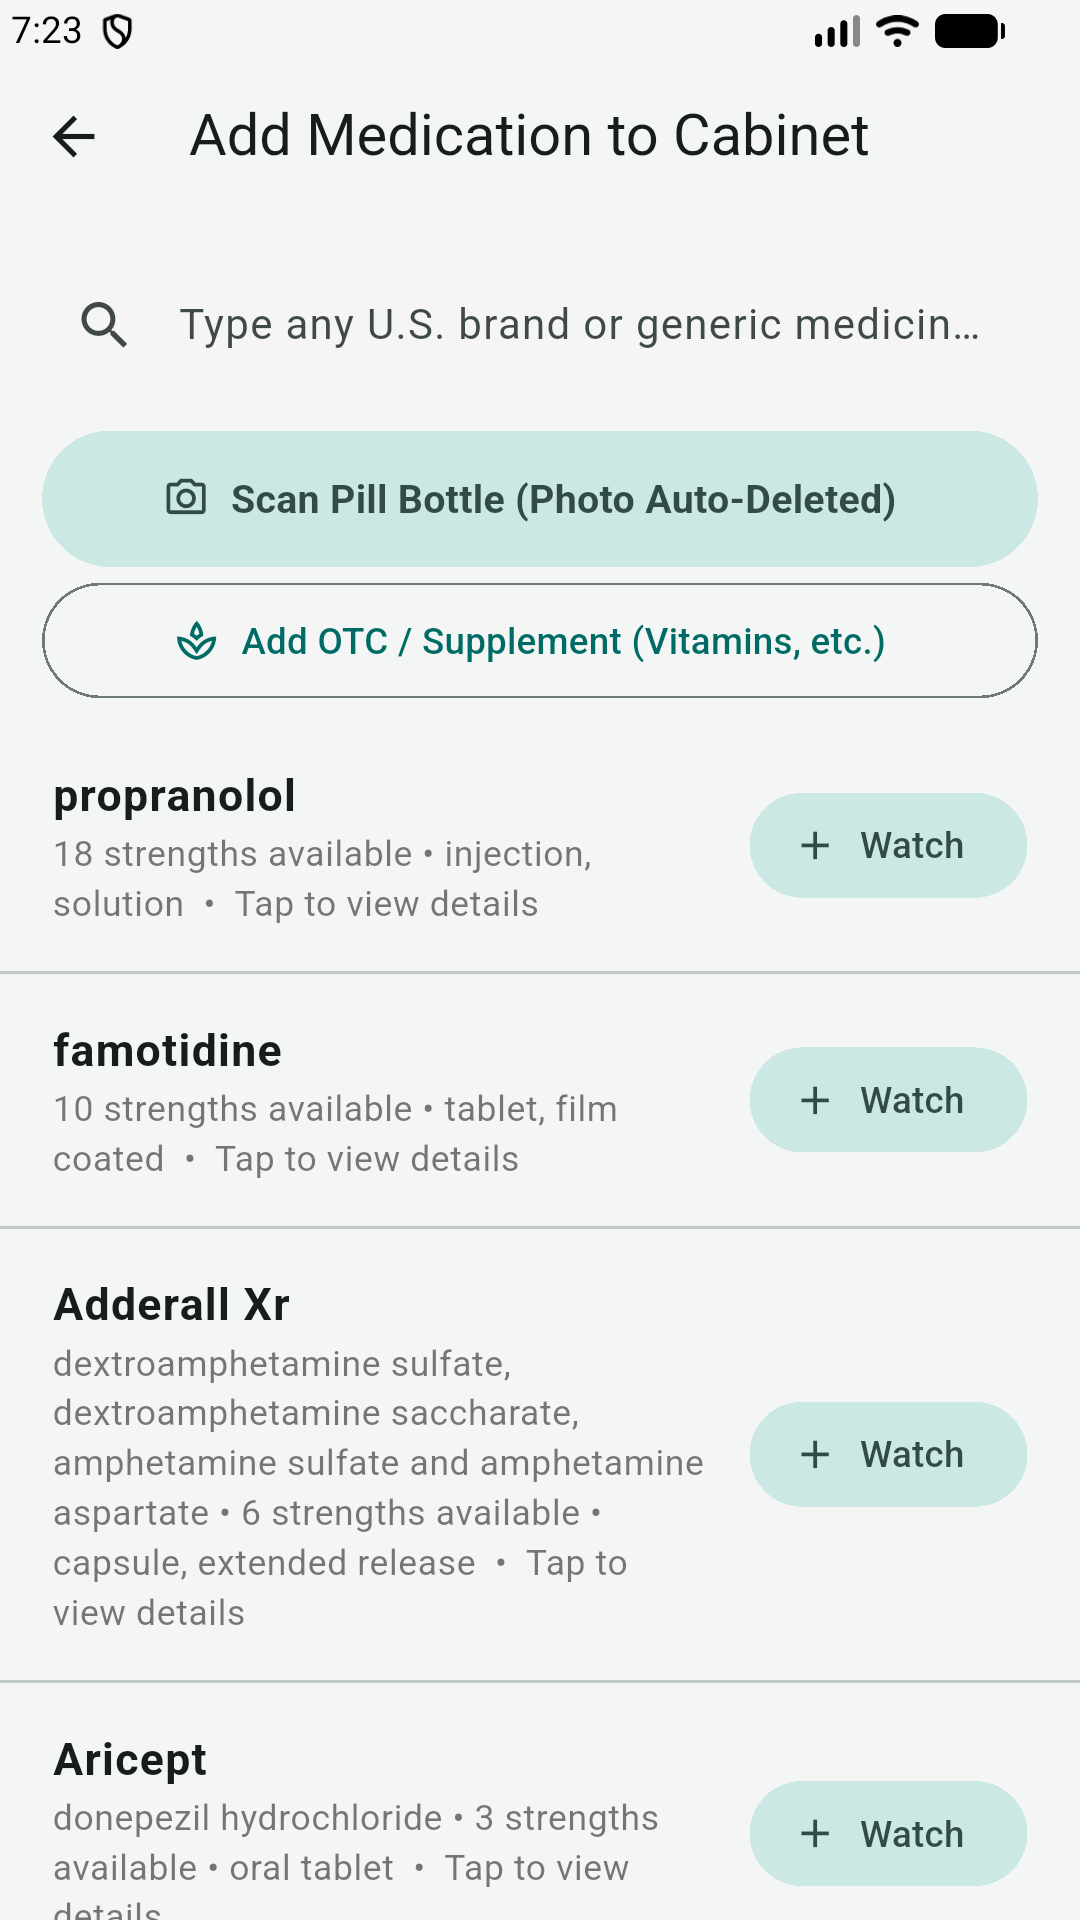 7:23
Add Medication to Cabinet
Type any U.S. brand or generic medicin…
Scan Pill Bottle (Photo Auto-Deleted)
Add OTC / Supplement (Vitamins, etc.)
propranolol
18 strengths available • injection,
solution • Tap to view details
+ Watch
famotidine
10 strengths available • tablet, film
coated • Tap to view details
+ Watch
Adderall Xr
dextroamphetamine sulfate,
dextroamphetamine saccharate,
amphetamine sulfate and amphetamine
aspartate • 6 strengths available •
capsule, extended release • Tap to
view details
+ Watch
Aricept
donepezil hydrochloride • 3 strengths
available • oral tablet • Tap to view
details
+ Watch